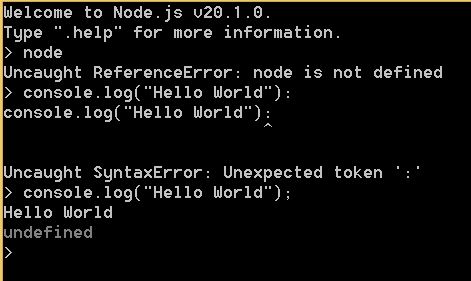 Welcome to Node.js v20.1.0.
Type ".help" for more information.
> node
Uncaught ReferenceError: node is not defined
> console.log("Hello World"):
console.log("Hello World"):
^
Uncaught SyntaxError: Unexpected token ':'
> console.log("Hello World");
Hello World
undefined
>